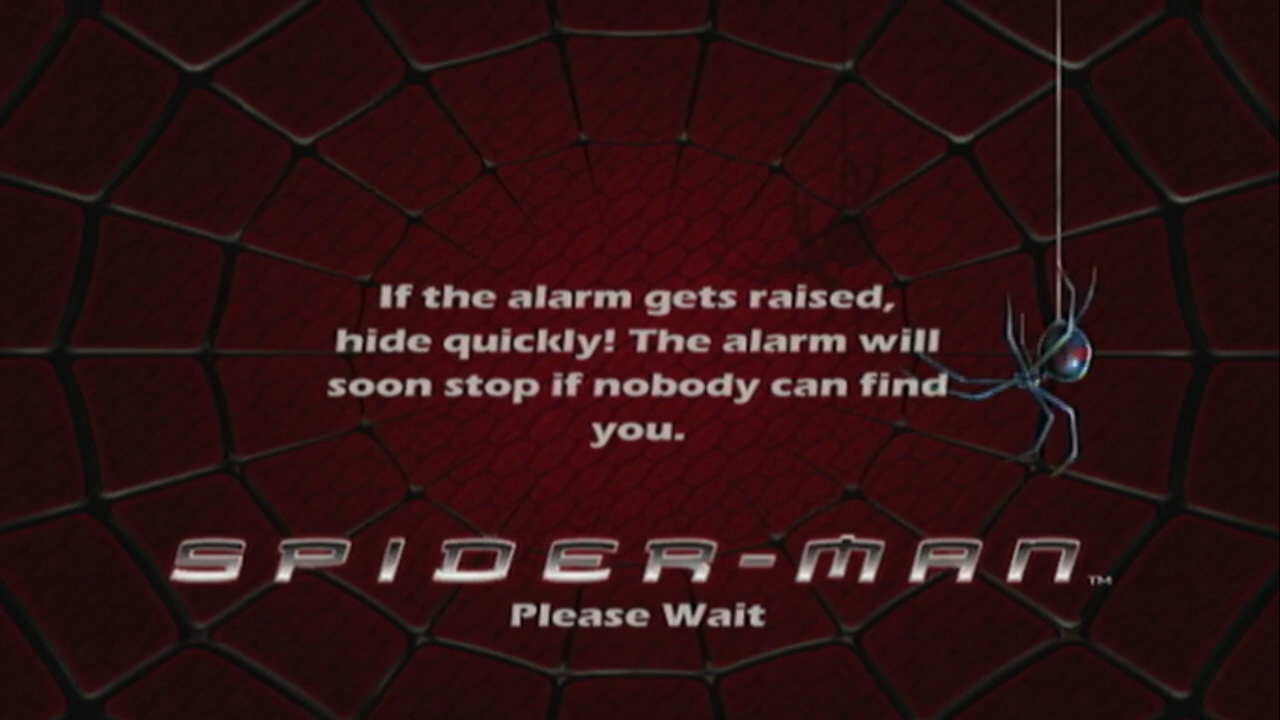 If the alarm gets raised,
hide quickly! The alarm will
soon stop if nobody can find
you.
SPIDER-MAN™
Please Wait